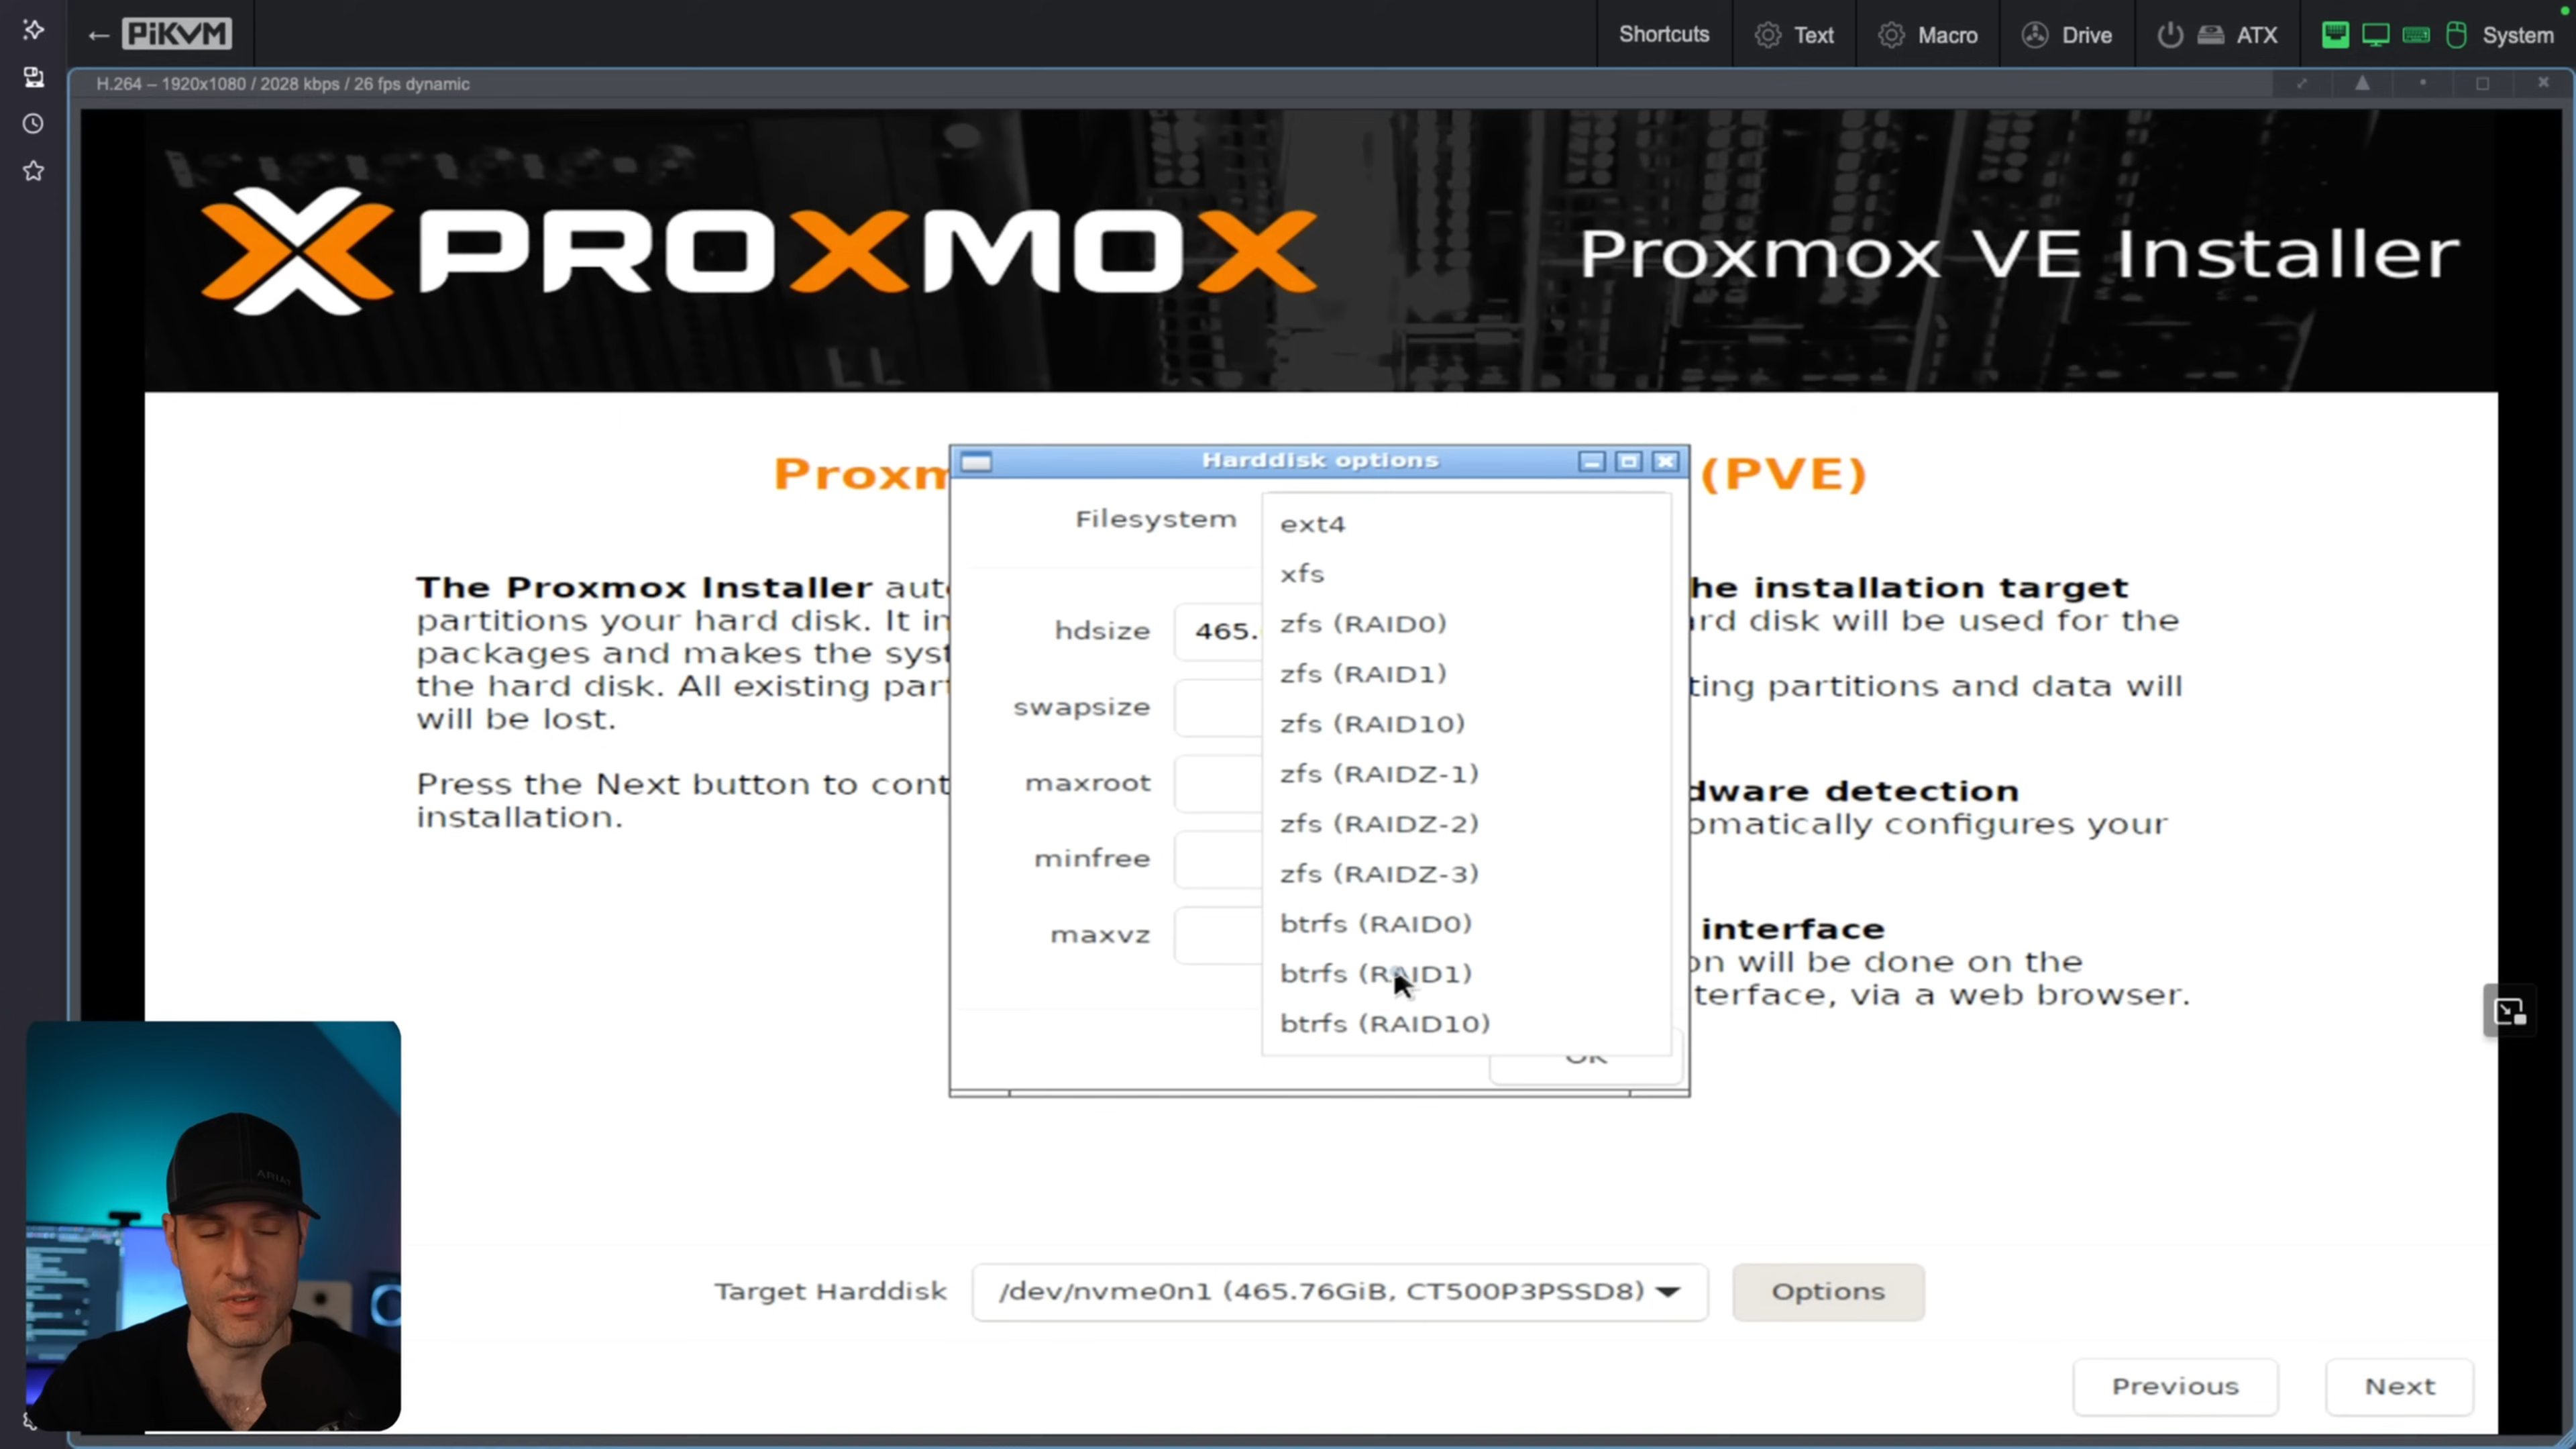 PiKVM
Shortcuts
Text
Macro
Drive
ATX
System
H.264 – 1920x1080 / 2028 kbps / 26 fps dynamic
PROXMOX
Proxmox VE Installer
Proxm
(PVE)
The Proxmox Installer aut
partitions your hard disk. It in
packages and makes the syst
the hard disk. All existing par
will be lost.
Press the Next button to cont
installation.
Harddisk options
Filesystem
ext4
xfs
zfs (RAID0)
zfs (RAID1)
zfs (RAID10)
zfs (RAIDZ-1)
zfs (RAIDZ-2)
zfs (RAIDZ-3)
btrfs (RAID0)
btrfs (RAID1)
btrfs (RAID10)
hdsize
465.
swapsize
maxroot
minfree
maxvz
OK
he installation target
rd disk will be used for the
ting partitions and data will
dware detection
omatically configures your
interface
on will be done on the
terface, via a web browser.
ARIAT
Target Harddisk
/dev/nvme0n1 (465.76GiB, CT500P3PSSD8)
Options
Previous
Next